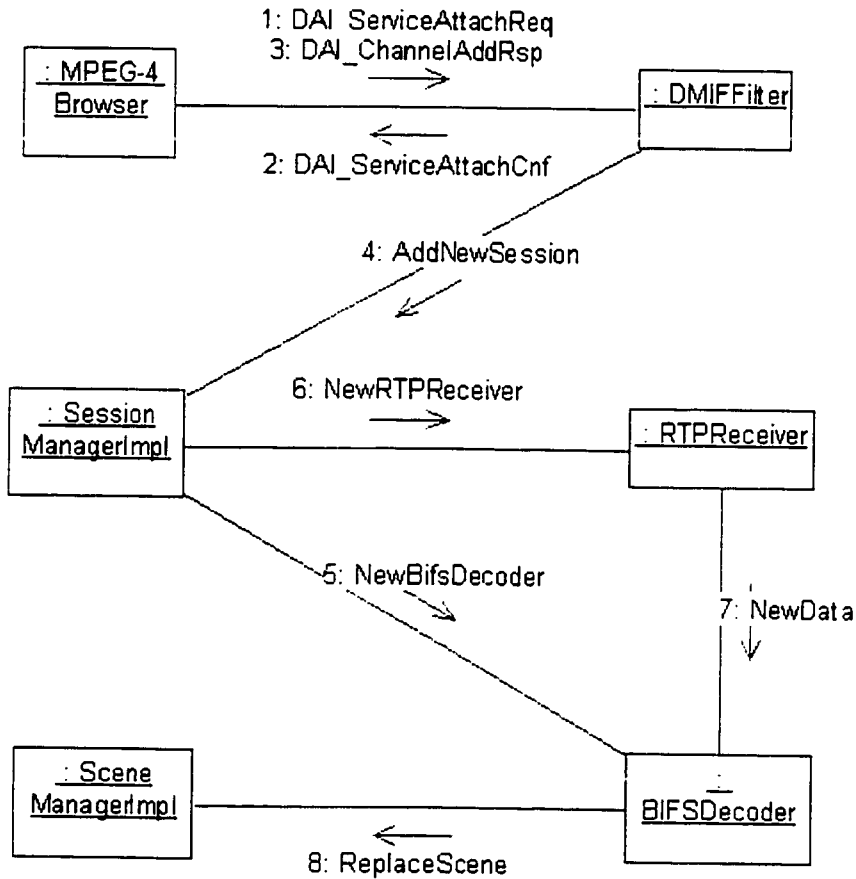 1: DAI_ServiceAttachReq
3: DAI_ChannelAddRsp
: MPEG-4
Browser
: DMIFFilter
2: DAI_ServiceAttachCnf
4: AddNewSession
6: NewRTPReceiver
: Session
ManagerImpl
: RTPReceiver
5: NewBifsDecoder
7: NewData
: Scene
ManagerImpl
:
BIFSDecoder
8: ReplaceScene